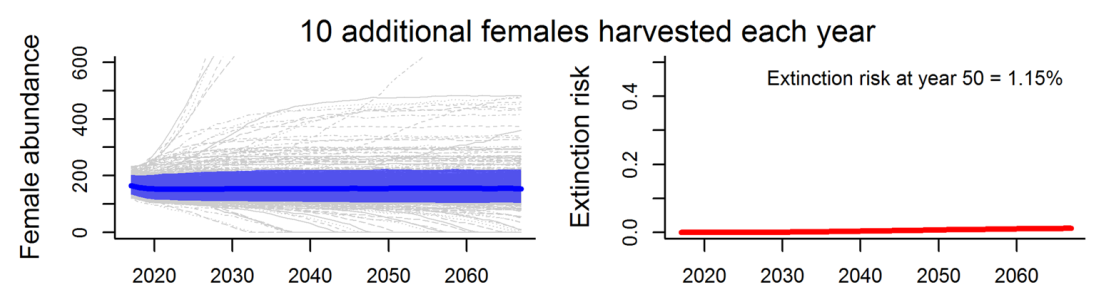 10 additional females harvested each year
Female abundance
600
400
200
0
2020 2030 2040 2050 2060
Extinction risk
Extinction risk at year 50 = 1.15%
0.4
0.2
0.0
2020 2030 2040 2050 2060